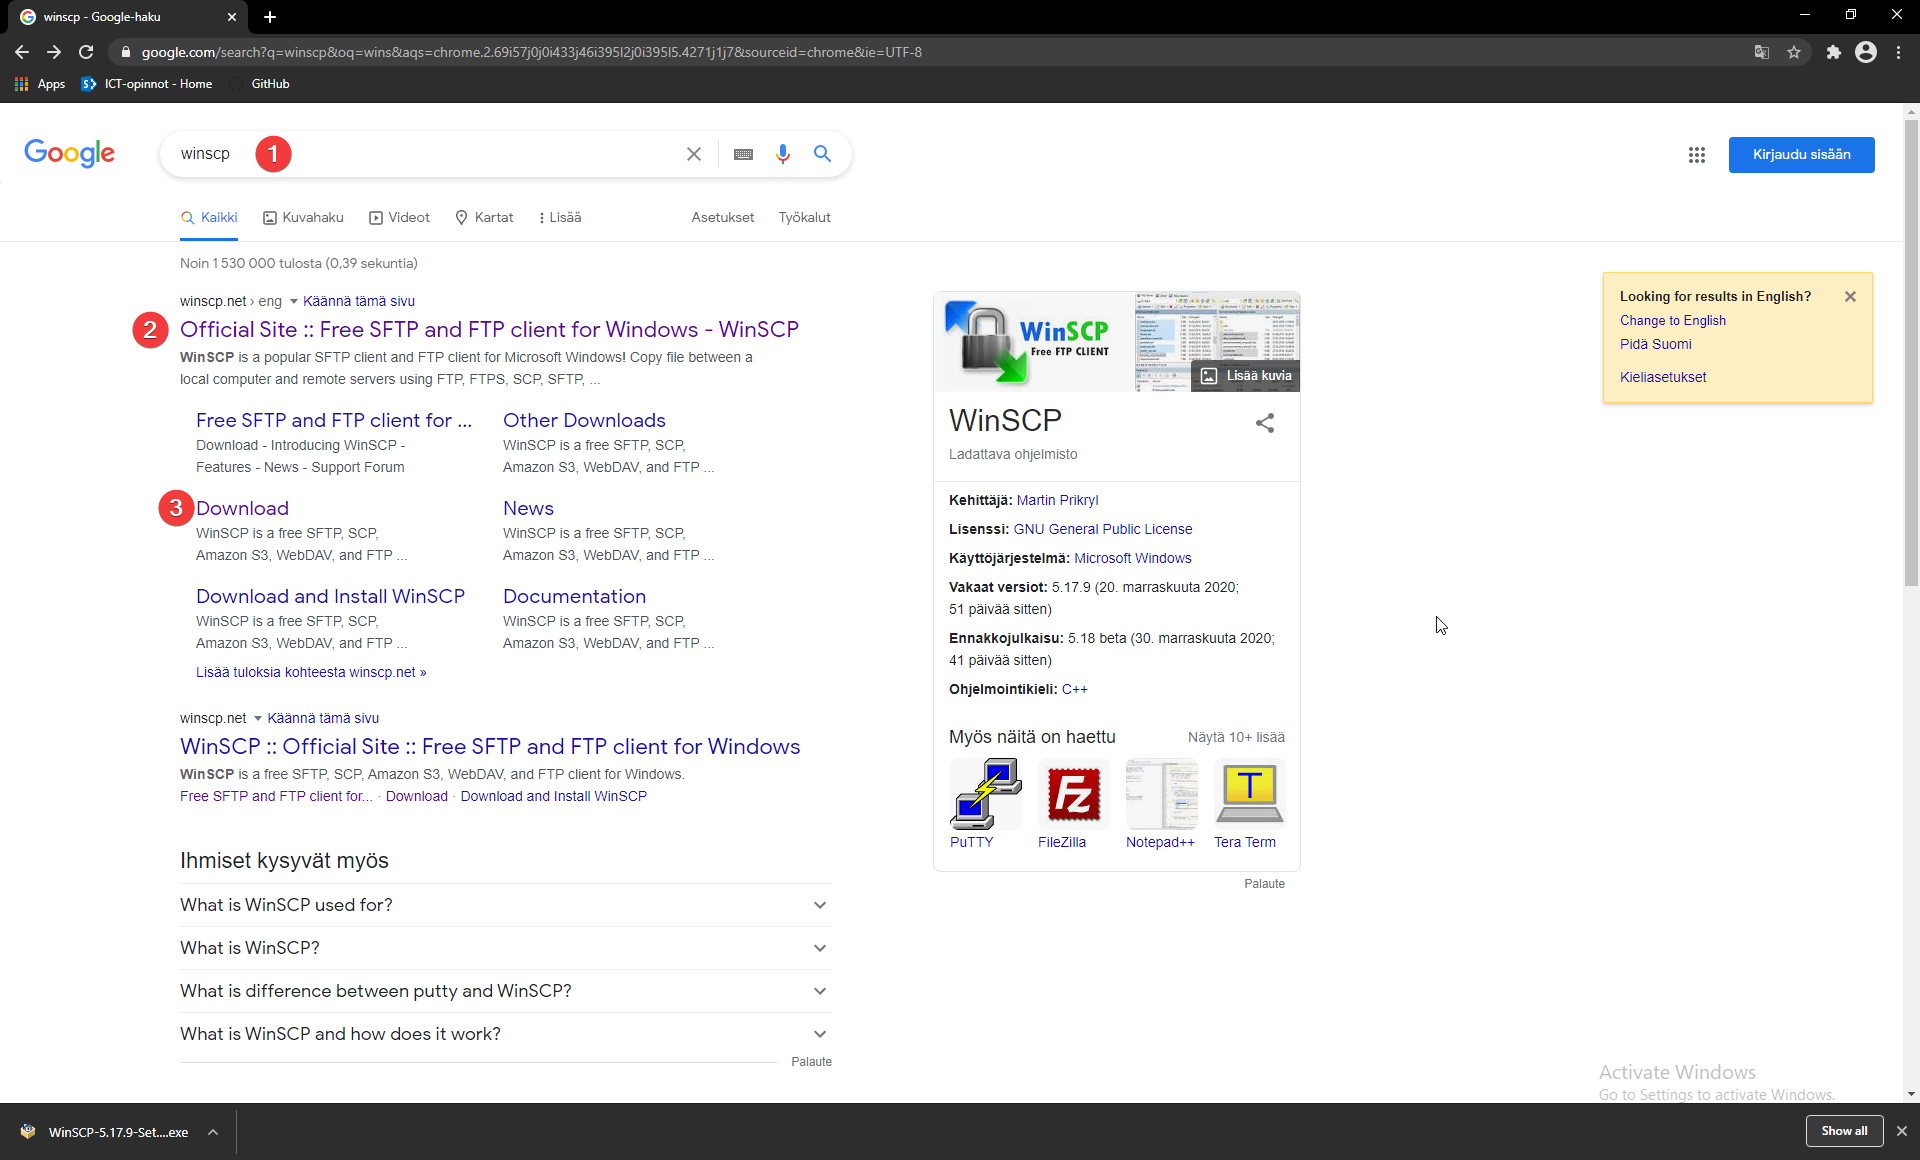 winscp - Google-haku
google.com/search?q=winscp&oq=wins&aqs=chrome.2.69i57j0j0i433j46i395l2j0i395l5.4271j1j7&sourceid=chrome&ie=UTF-8
Apps ICT-opinnot - Home GitHub
Google winscp 1 Kirjaudu sisään
Kaikki Kuvahaku Videot Kartat Lisää Asetukset Työkalut
Noin 1 530 000 tulosta (0,39 sekuntia)
winscp.net › eng Käännä tämä sivu
2 Official Site :: Free SFTP and FTP client for Windows - WinSCP
WinSCP is a popular SFTP client and FTP client for Microsoft Windows! Copy file between a
local computer and remote servers using FTP, FTPS, SCP, SFTP, ...
Free SFTP and FTP client for ...
Download - Introducing WinSCP -
Features - News - Support Forum
Other Downloads
WinSCP is a free SFTP, SCP,
Amazon S3, WebDAV, and FTP ...
3 Download
WinSCP is a free SFTP, SCP,
Amazon S3, WebDAV, and FTP ...
News
WinSCP is a free SFTP, SCP,
Amazon S3, WebDAV, and FTP ...
Download and Install WinSCP
WinSCP is a free SFTP, SCP,
Amazon S3, WebDAV, and FTP ...
Documentation
WinSCP is a free SFTP, SCP,
Amazon S3, WebDAV, and FTP ...
Lisää tuloksia kohteesta winscp.net »
winscp.net Käännä tämä sivu
WinSCP :: Official Site :: Free SFTP and FTP client for Windows
WinSCP is a free SFTP, SCP, Amazon S3, WebDAV, and FTP client for Windows.
Free SFTP and FTP client for... · Download · Download and Install WinSCP
Ihmiset kysyvät myös
What is WinSCP used for?
What is WinSCP?
What is difference between putty and WinSCP?
What is WinSCP and how does it work?
Palaute
WinSCP
Free FTP CLIENT
Lisää kuvia
WinSCP
Ladattava ohjelmisto
Kehittäjä: Martin Prikryl
Lisenssi: GNU General Public License
Käyttöjärjestelmä: Microsoft Windows
Vakaat versiot: 5.17.9 (20. marraskuuta 2020;
51 päivää sitten)
Ennakkojulkaisu: 5.18 beta (30. marraskuuta 2020;
41 päivää sitten)
Ohjelmointikieli: C++
Myös näitä on haettu Näytä 10+ lisää
Fz T
PuTTY FileZilla Notepad++ Tera Term
Palaute
Looking for results in English?
Change to English
Pidä Suomi
Kieliasetukset
Activate Windows
Go to Settings to activate Windows.
WinSCP-5.17.9-Set....exe Show all